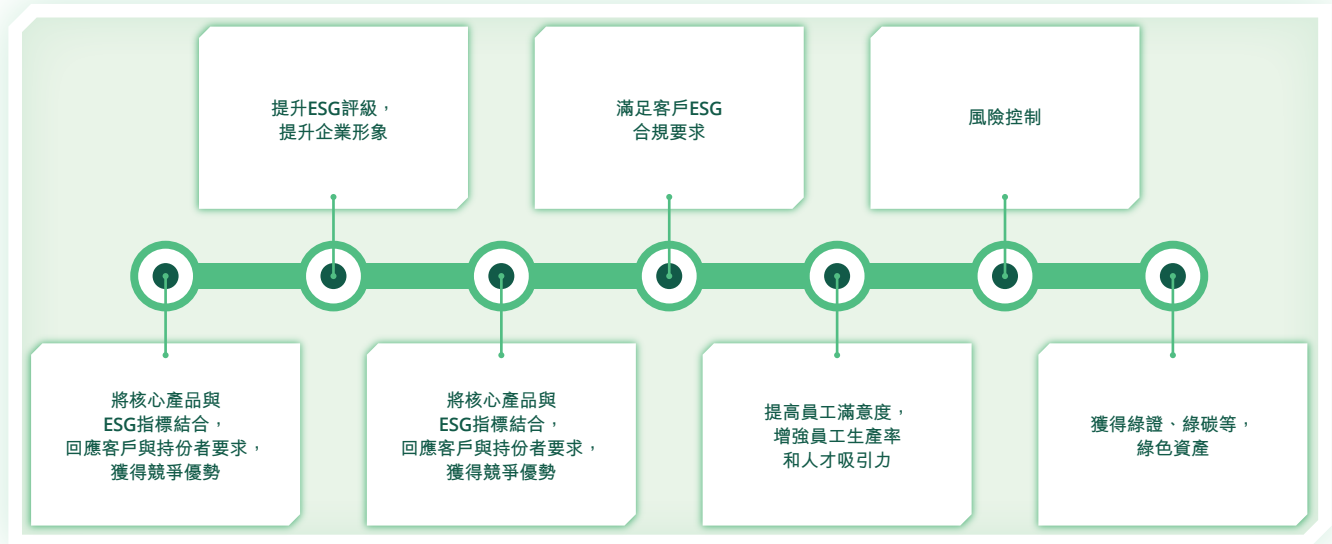 提升ESG評級，
提升企業形象
滿足客戶ESG
合規要求
風險控制
將核心產品與
ESG指標結合，
回應客戶與持份者要求，
獲得競爭優勢
將核心產品與
ESG指標結合，
回應客戶與持份者要求，
獲得競爭優勢
提高員工滿意度，
增強員工生產率
和人才吸引力
獲得綠證、綠碳等，
綠色資產